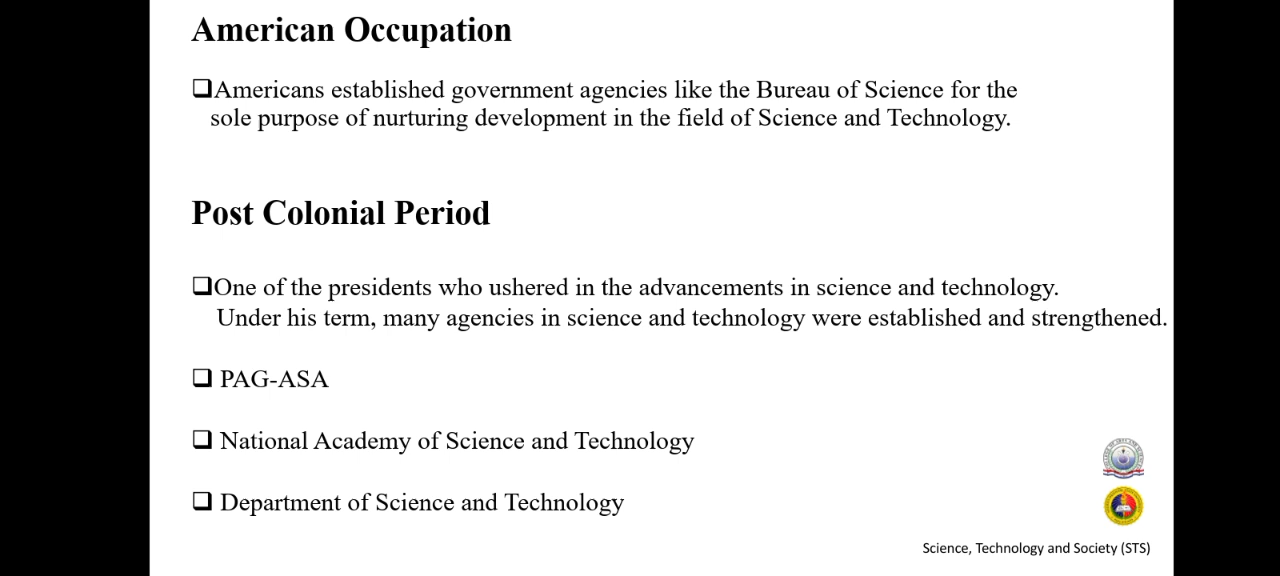 American Occupation
❑Americans established government agencies like the Bureau of Science for the
sole purpose of nurturing development in the field of Science and Technology.
Post Colonial Period
❑One of the presidents who ushered in the advancements in science and technology.
Under his term, many agencies in science and technology were established and strengthened.
❑ PAG-ASA
❑ National Academy of Science and Technology
❑ Department of Science and Technology
Science, Technology and Society (STS)